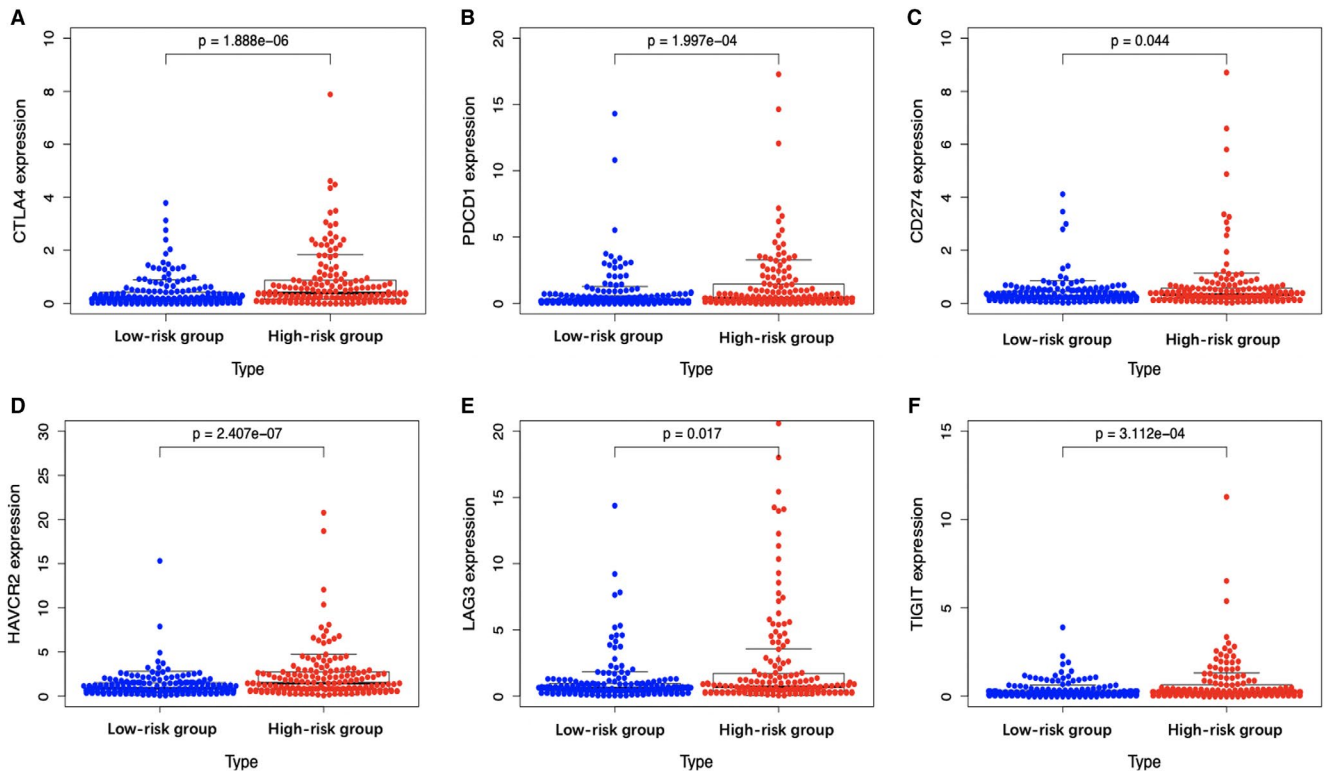 A
p = 1.888e−06
CTLA4 expression
10
8
6
4
2
0
Low-risk group
High-risk group
Type
B
p = 1.997e−04
PDCD1 expression
20
15
10
5
0
Low-risk group
High-risk group
Type
C
p = 0.044
CD274 expression
10
8
6
4
2
0
Low-risk group
High-risk group
Type
D
p = 2.407e−07
HAVCR2 expression
30
25
20
15
10
5
0
Low-risk group
High-risk group
Type
E
p = 0.017
LAG3 expression
20
15
10
5
0
Low-risk group
High-risk group
Type
F
p = 3.112e−04
TIGIT expression
15
10
5
0
Low-risk group
High-risk group
Type